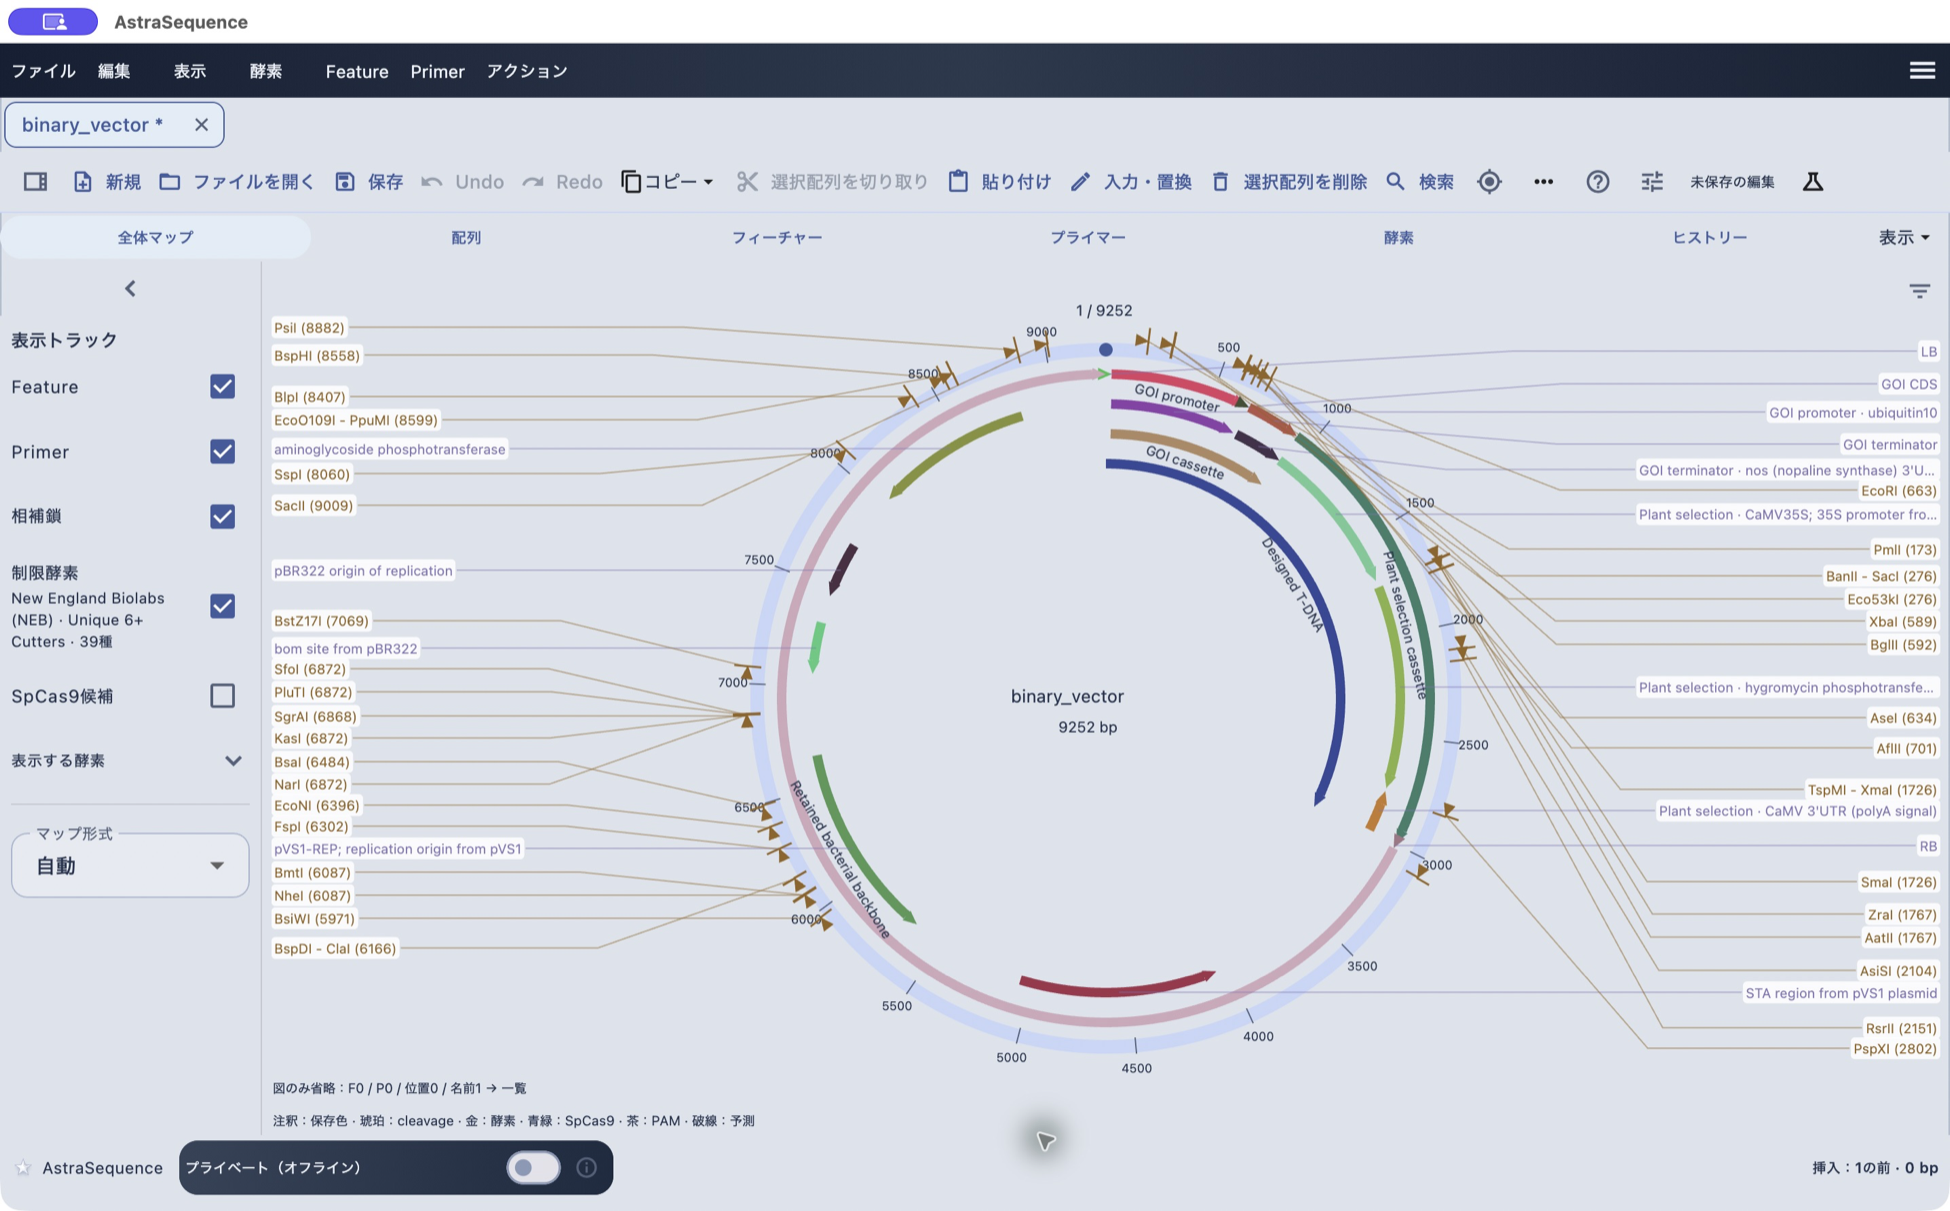 AstraSequence
ファイル 編集 表示 酵素 Feature Primer アクション
binary_vector *
新規 ファイルを開く 保存 Undo Redo コピー 選択配列を切り取り 貼り付け 入力・置換 選択配列を削除 検索 未保存の編集
全体マップ 配列 フィーチャー プライマー 酵素 ヒストリー 表示
表示トラック
Feature
Primer
相補鎖
制限酵素
New England Biolabs
(NEB) · Unique 6+
Cutters · 39種
SpCas9候補
表示する酵素
マップ形式
自動
PsiI (8882)
BspHI (8558)
BlpI (8407)
EcoO109I - PpuMI (8599)
aminoglycoside phosphotransferase
SspI (8060)
SacII (9009)
pBR322 origin of replication
BstZ17I (7069)
bom site from pBR322
SfoI (6872)
PluTI (6872)
SgrAI (6868)
KasI (6872)
BsaI (6484)
NarI (6872)
EcoNI (6396)
FspI (6302)
pVS1-REP; replication origin from pVS1
BmtI (6087)
NheI (6087)
BsiWI (5971)
BspDI - ClaI (6166)
1 / 9252
500
1000
1500
2000
2500
3000
3500
4000
4500
5000
5500
6000
6500
7000
7500
8000
8500
9000
GOI promoter
GOI cassette
Designed T-DNA
Plant selection cassette
Retained bacterial backbone
binary_vector
9252 bp
LB
GOI CDS
GOI promoter · ubiquitin10
GOI terminator
GOI terminator · nos (nopaline synthase) 3'U...
EcoRI (663)
Plant selection · CaMV35S; 35S promoter fro...
PmlI (173)
BanII - SacI (276)
Eco53kI (276)
XbaI (589)
BglII (592)
Plant selection · hygromycin phosphotransfe...
AseI (634)
AflII (701)
TspMI - XmaI (1726)
Plant selection · CaMV 3'UTR (polyA signal)
RB
SmaI (1726)
ZraI (1767)
AatII (1767)
AsiSI (2104)
STA region from pVS1 plasmid
RsrII (2151)
PspXI (2802)
図のみ省略：F0 / P0 / 位置0 / 名前1 → 一覧
注釈：保存色 · 琥珀：cleavage · 金：酵素 · 青緑：SpCas9 · 茶：PAM · 破線：予測
AstraSequence
プライベート（オフライン）
挿入：1の前 · 0 bp